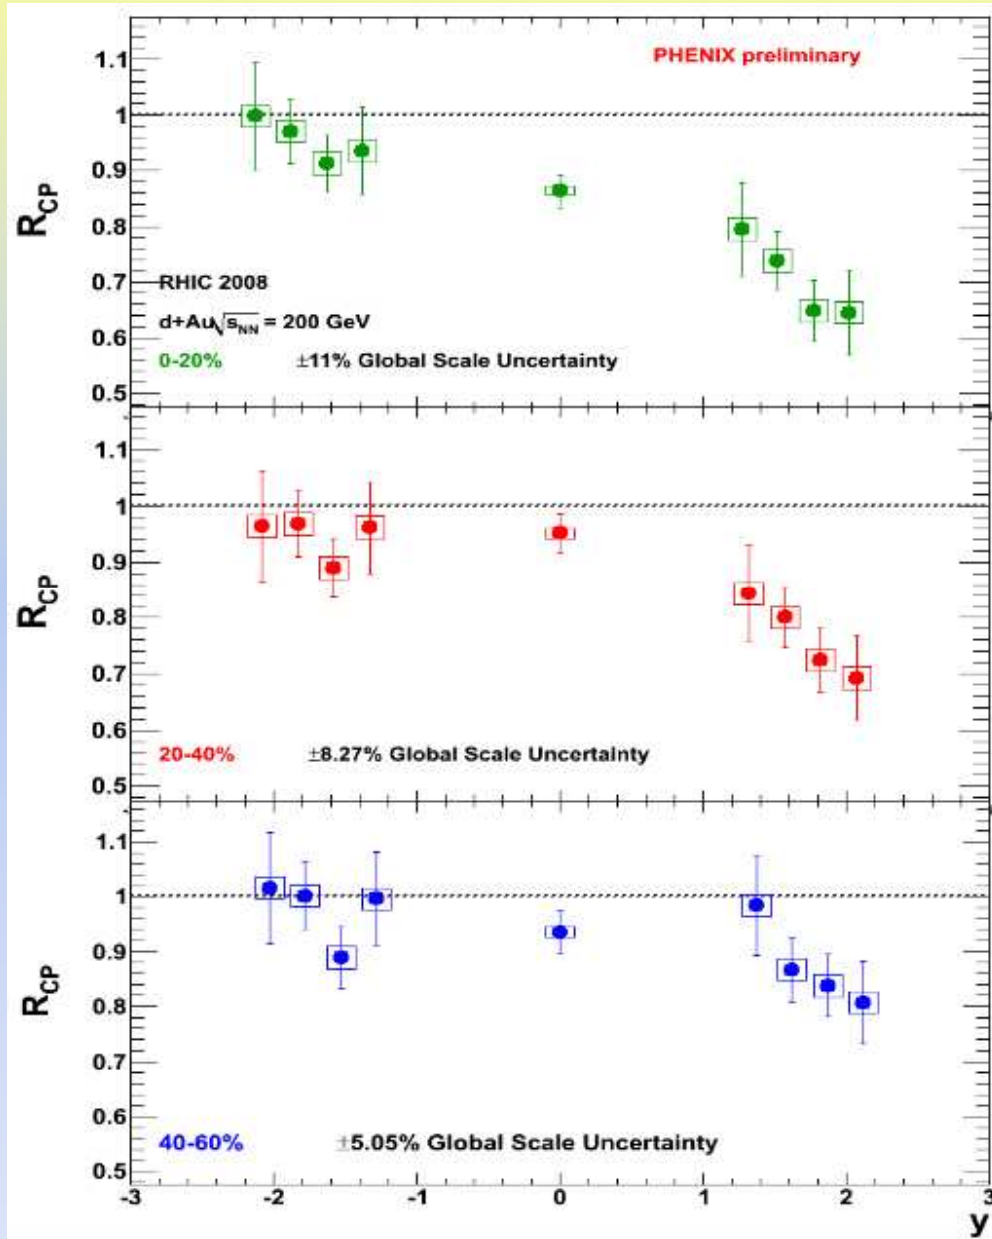 PHENIX preliminary
1.1
1
0.9
0.8
0.7
0.6
0.5
R_CP
RHIC 2008
d+Au√s_NN = 200 GeV
0-20% ±11% Global Scale Uncertainty
1.1
1
0.9
0.8
0.7
0.6
0.5
R_CP
20-40% ±8.27% Global Scale Uncertainty
1.1
1
0.9
0.8
0.7
0.6
0.5
R_CP
40-60% ±5.05% Global Scale Uncertainty
-3 -2 -1 0 1 2 3
y